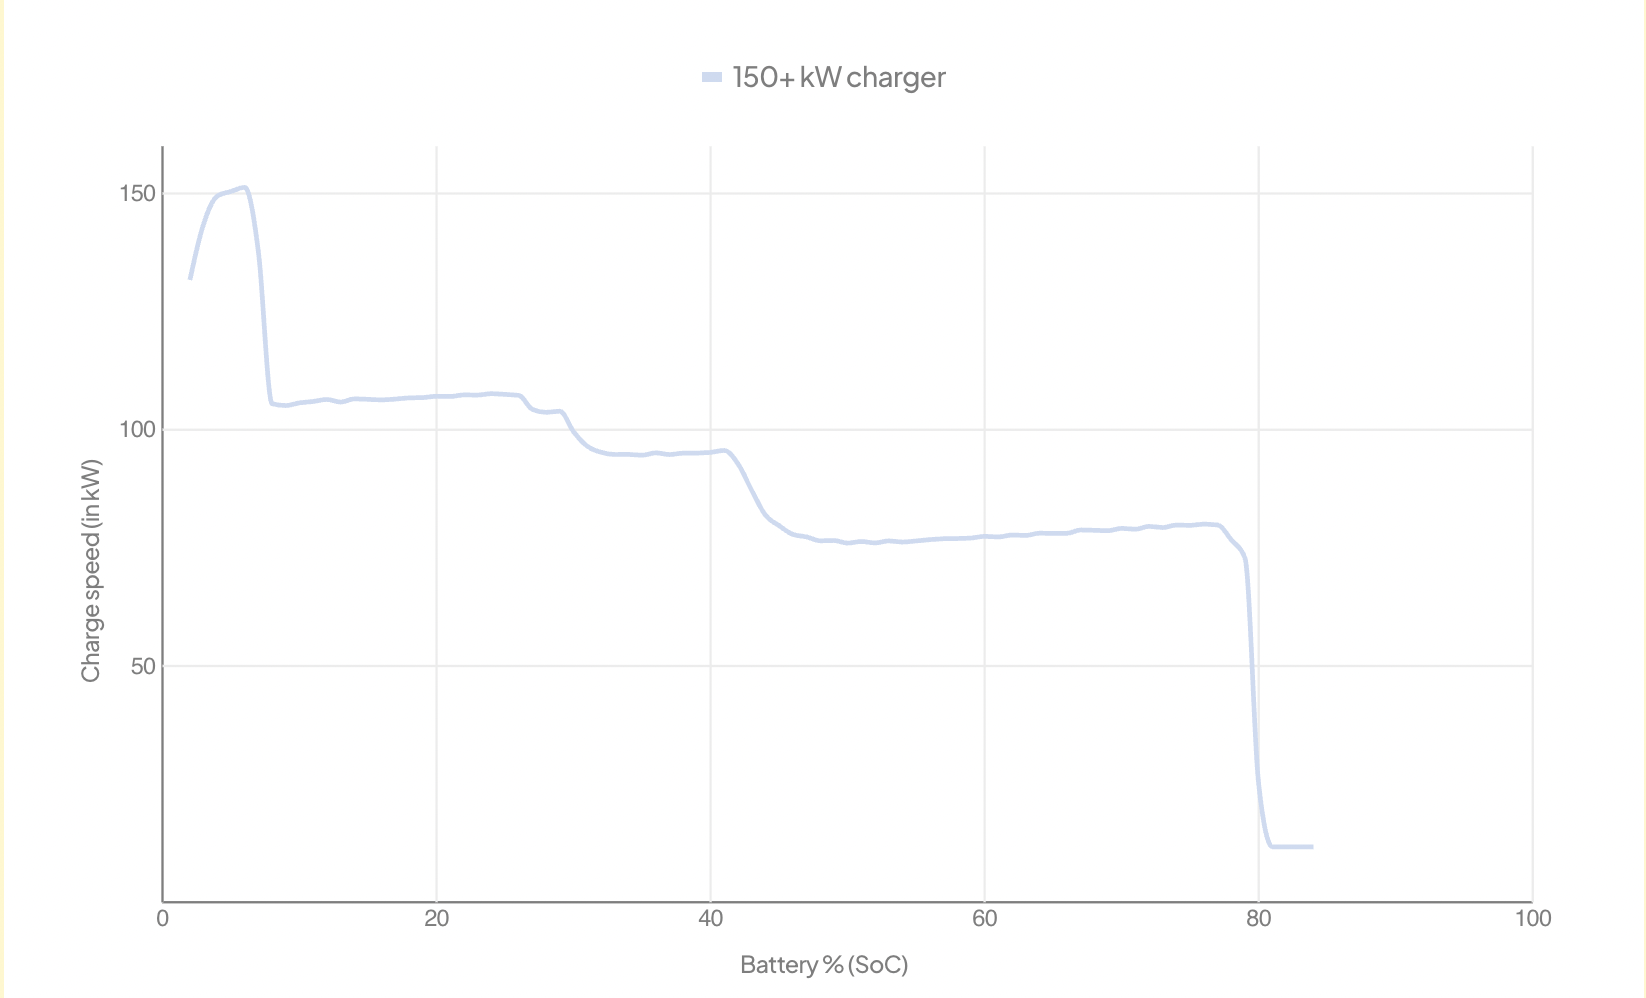 150+ kW charger
150
100
50
Charge speed (in kW)
0 20 40 60 80 100
Battery % (SoC)